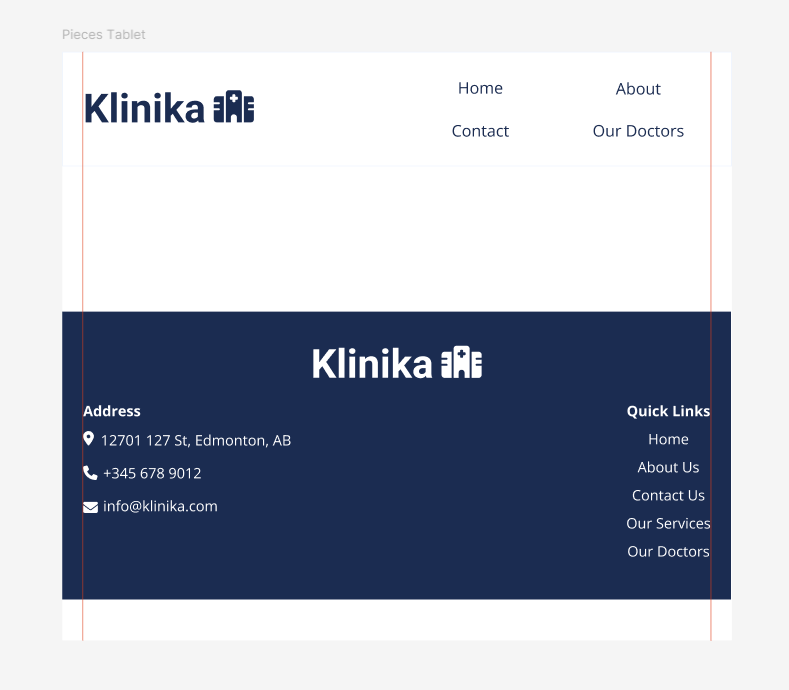 Pieces Tablet
Klinika
Home About
Contact Our Doctors
Klinika
Address
12701 127 St, Edmonton, AB
+345 678 9012
info@klinika.com
Quick Links
Home
About Us
Contact Us
Our Services
Our Doctors